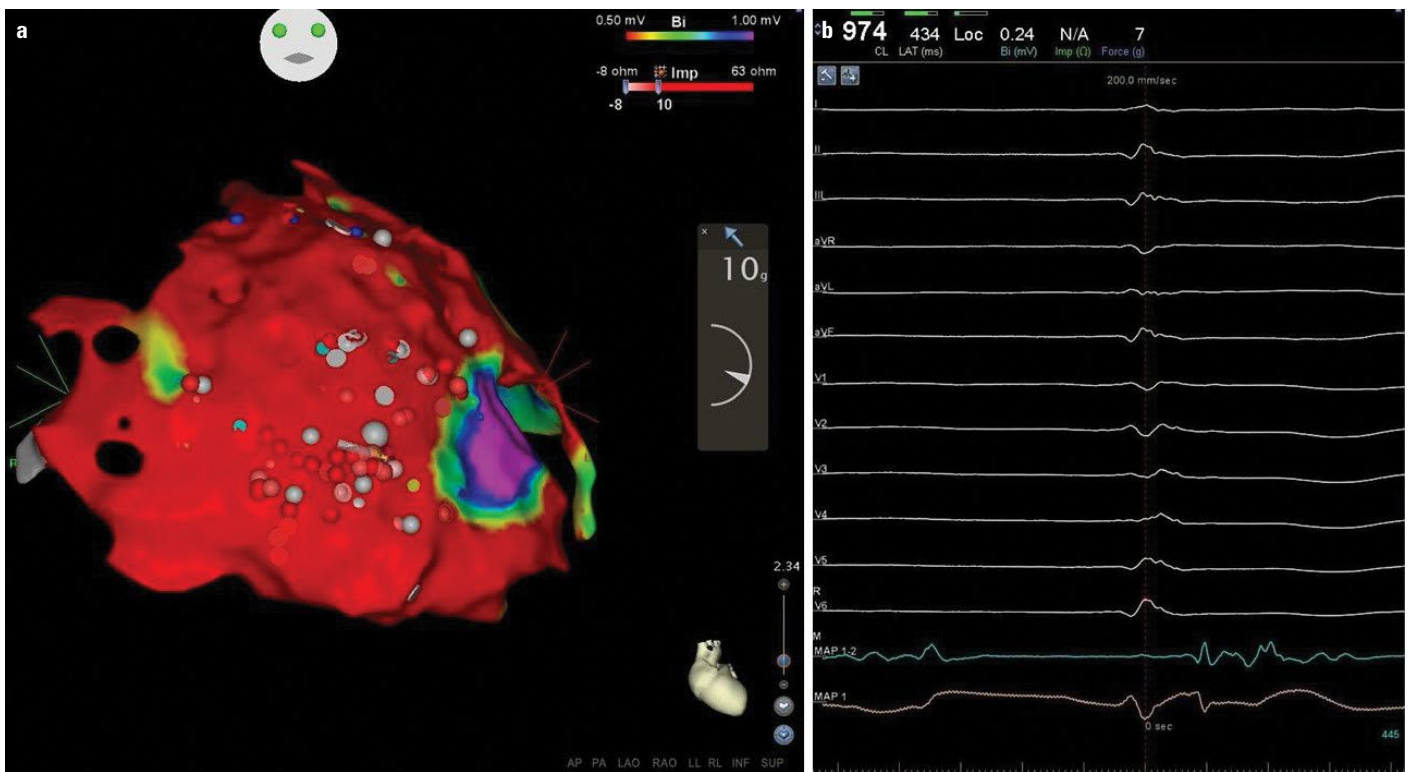 a
0.50 mV Bi 1.00 mV
-8 ohm Imp 63 ohm
-8 10
10g
R
L
2.34
AP PA LAO RAO LL RL INF SUP
b 974 434 Loc 0.24 N/A 7
CL LAT (ms) Bi (mV) Imp (Ω) Force (g)
200.0 mm/sec
I
II
III
aVR
aVL
aVF
V1
V2
V3
V4
V5
R
V6
M
MAP 1-2
MAP 1
0 sec
445